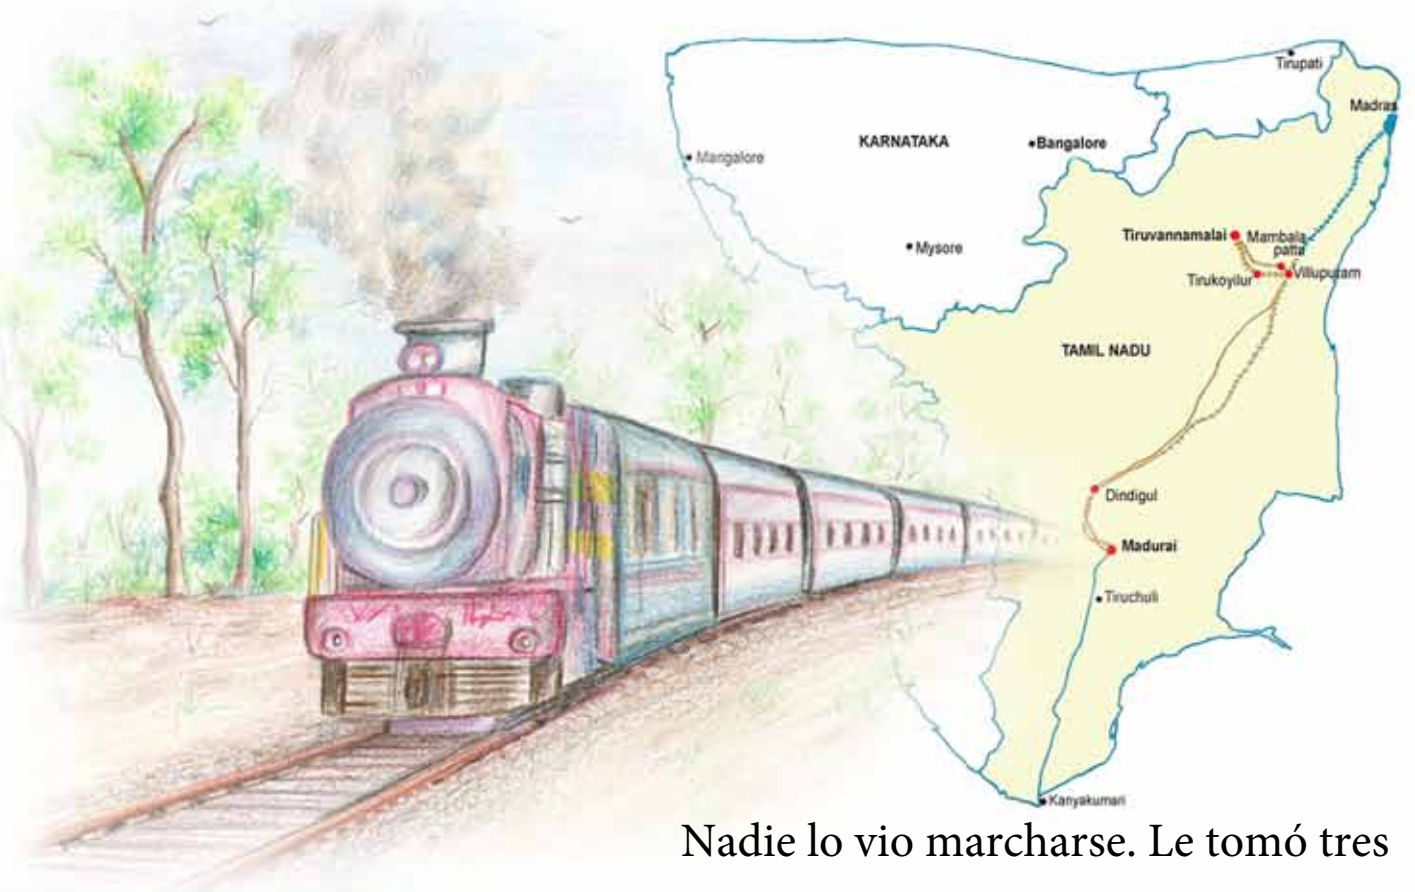 Tirupati
Madras
KARNATAKA
Bangalore
Mangalore
Tiruvannamalai
Mambala
patta
Mysore
Villupuram
Tirukoyilur
TAMIL NADU
Dindigul
Madurai
Tiruchuli
Kanyakumari
Nadie lo vio marcharse. Le tomó tres